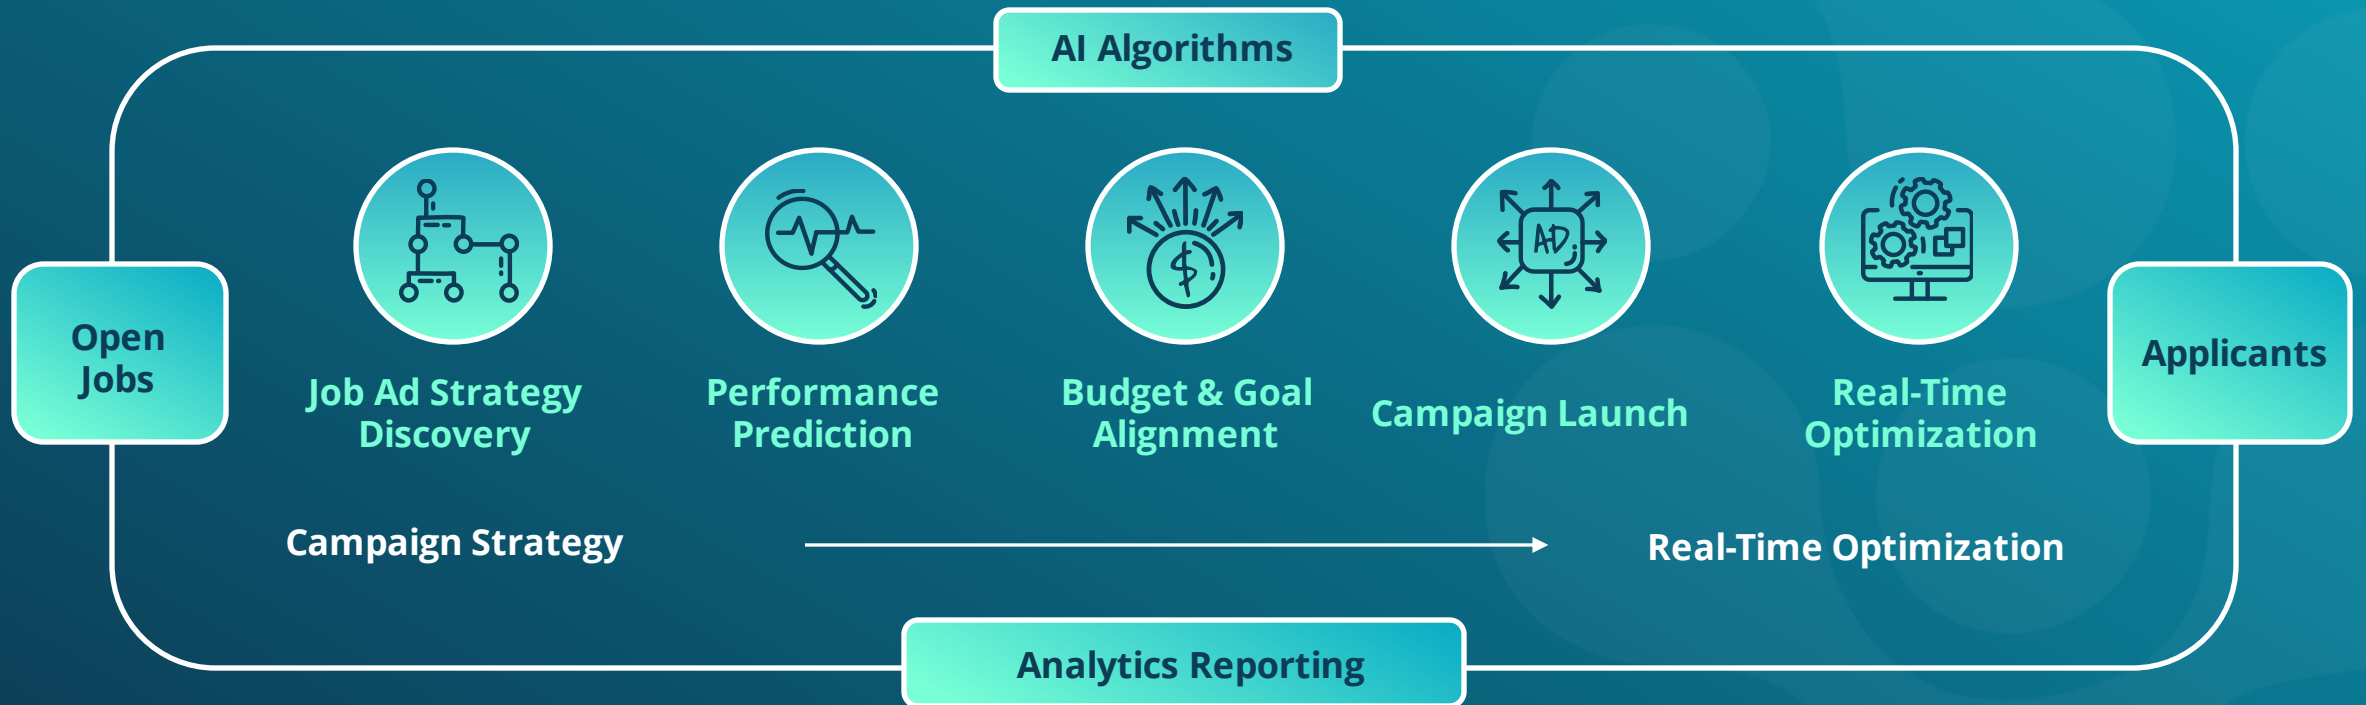 AI Algorithms
Open
Jobs
AD
Job Ad Strategy
Discovery
Performance
Prediction
Budget & Goal
Alignment
Campaign Launch
Real-Time
Optimization
Applicants
Campaign Strategy
Real-Time Optimization
Analytics Reporting